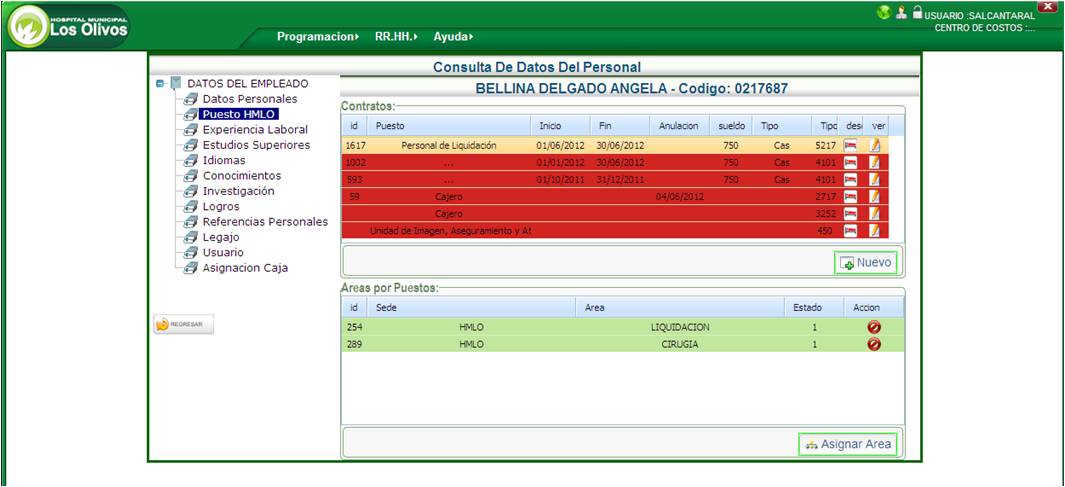 HOSPITAL MUNICIPAL
Los Olivos
USUARIO :SALCANTARAL
CENTRO DE COSTOS :...
Programacion RR.HH. Ayuda
Consulta De Datos Del Personal
BELLINA DELGADO ANGELA - Codigo: 0217687
DATOS DEL EMPLEADO
Datos Personales
Puesto HMLO
Experiencia Laboral
Estudios Superiores
Idiomas
Conocimientos
Investigación
Logros
Referencias Personales
Legajo
Usuario
Asignacion Caja
REGRESAR
Contratos:
id Puesto Inicio Fin Anulacion sueldo Tipo Tipo des ver
1617 Personal de Liquidación 01/06/2012 30/06/2012 750 Cas 5217
1002 ... 01/01/2012 30/06/2012 750 Cas 4101
593 ... 01/10/2011 31/12/2011 750 Cas 4101
59 Cajero 04/06/2012 2717
Cajero 3252
Unidad de Imagen, Aseguramiento y At 450
Nuevo
Areas por Puestos:
id Sede Area Estado Accion
254 HMLO LIQUIDACION 1
289 HMLO CIRUGIA 1
Asignar Area